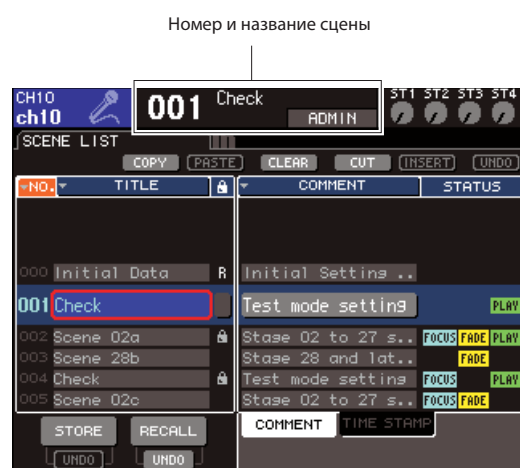 Номер и название сцены
CH10 ch10 001 Check ADMIN ST1 ST2 ST3 ST4
SCENE LIST
COPY PASTE CLEAR CUT INSERT UNDO
NO. TITLE COMMENT STATUS
000 Initial Data R Initial Setting ..
001 Check Test mode setting PLAY
002 Scene 02a Stage 02 to 27 s.. FOCUS FADE PLAY
003 Scene 28b Stage 28 and lat.. FADE
004 Check Test mode setting FOCUS PLAY
005 Scene 02c Stage 02 to 27 s.. FOCUS FADE
STORE RECALL COMMENT TIME STAMP
UNDO UNDO